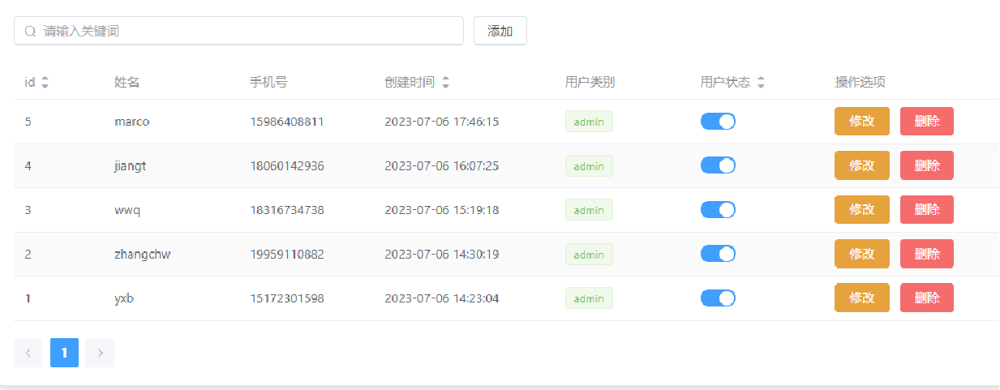 请输入关键词 添加
id 姓名 手机号 创建时间 用户类别 用户状态 操作选项
5 marco 15986408811 2023-07-06 17:46:15 admin 修改 删除
4 jiangt 18060142936 2023-07-06 16:07:25 admin 修改 删除
3 wwq 18316734738 2023-07-06 15:19:18 admin 修改 删除
2 zhangchw 19959110882 2023-07-06 14:30:19 admin 修改 删除
1 yxb 15172301598 2023-07-06 14:23:04 admin 修改 删除
1